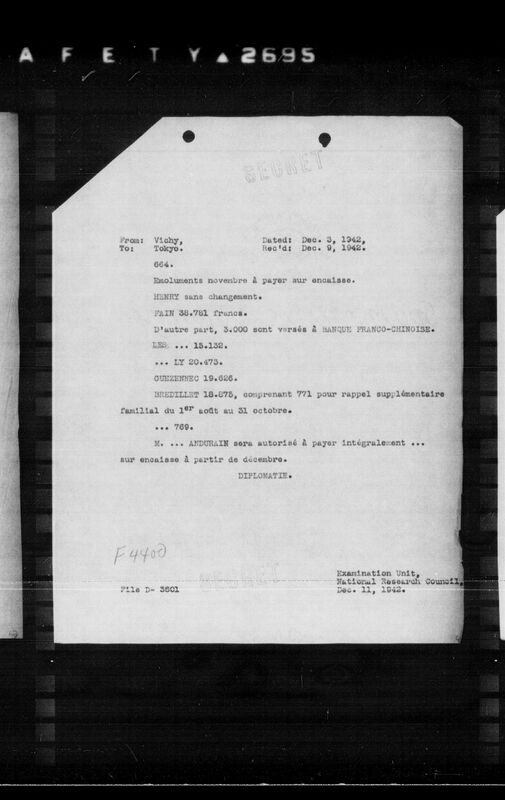 A F E T Y ▲ 2695
SECRET
From: Vichy, Dated: Dec. 3, 1942,
To: Tokyo. Rec'd: Dec. 9, 1942.
664.
Emoluments novembre à payer sur encaisse.
HENRY sans changement.
FAIN 38.781 francs.
D'autre part, 3.000 sont versés à BANQUE FRANCO-CHINOISE.
LES ... 15.132.
... LY 20.473.
GUEZENNEC 19.626.
BREDILLET 18.875, comprenant 771 pour rappel supplémentaire
familial du 1er août au 31 octobre.
... 769.
M. ... ANDURAIN sera autorisé à payer intégralement ...
sur encaisse à partir de décembre.
DIPLOMATIE.
F4400
SECRET
Examination Unit,
National Research Council,
File D- 3601 Dec. 11, 1942.